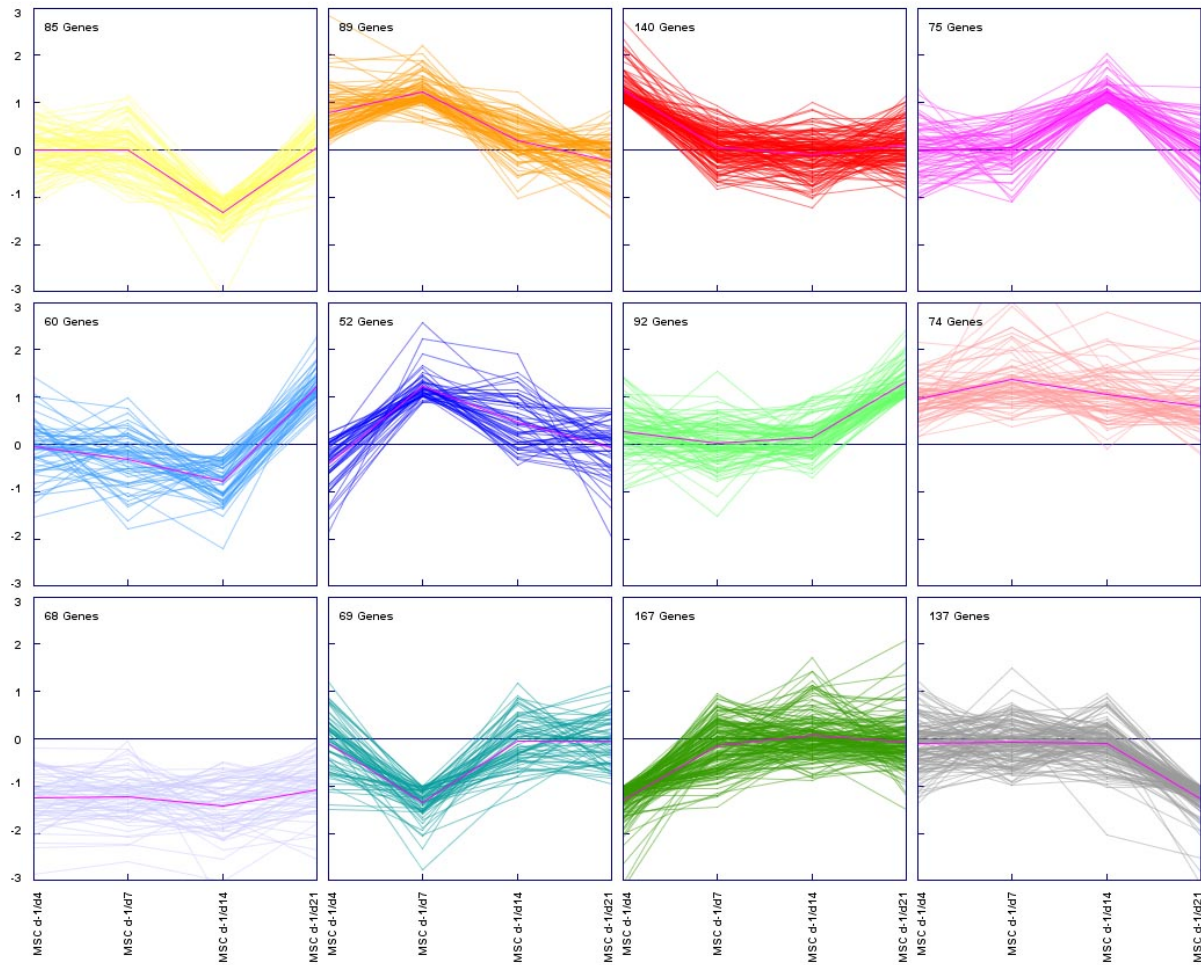 3
2
1
0
-1
-2
-3
85 Genes
89 Genes
140 Genes
75 Genes
3
2
1
0
-1
-2
-3
60 Genes
52 Genes
92 Genes
74 Genes
3
2
1
0
-1
-2
-3
68 Genes
69 Genes
167 Genes
137 Genes
MSC d-1/d4
MSC d-1/d7
MSC d-1/d14
MSC d-1/d21
MSC d-1/d4
MSC d-1/d7
MSC d-1/d14
MSC d-1/d21
MSC d-1/d4
MSC d-1/d7
MSC d-1/d14
MSC d-1/d21
MSC d-1/d4
MSC d-1/d7
MSC d-1/d14
MSC d-1/d21